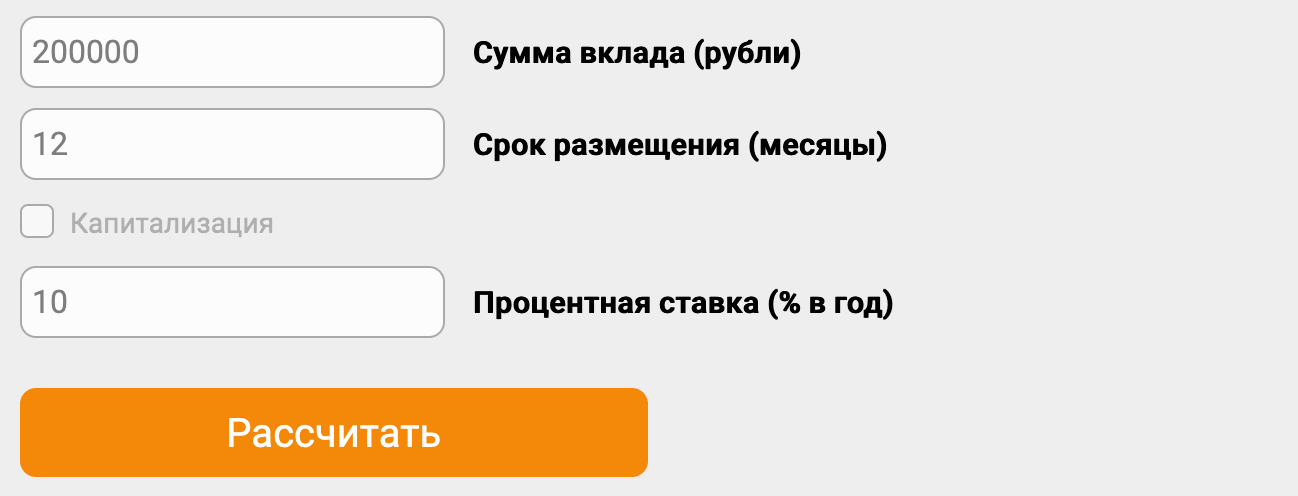 200000 Сумма вклада (рубли)
12 Срок размещения (месяцы)
Капитализация
10 Процентная ставка (% в год)
Рассчитать